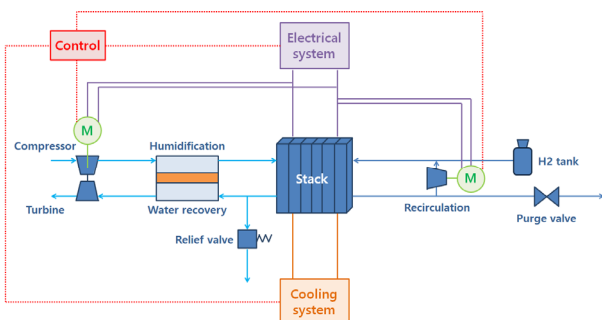 Electrical
system
Control
M
Compressor
Humidification
H2 tank
Stack
M
Turbine
Water recovery
Recirculation
Purge valve
Relief valve
Cooling
system